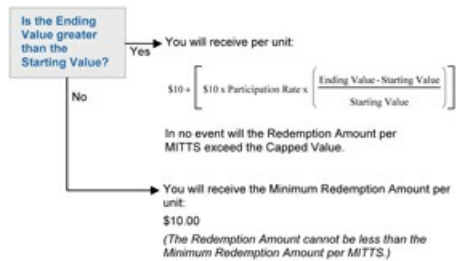 Is the Ending
Value greater
than the
Starting Value?
Yes
You will receive per unit:
$10 + [ $10 x Participation Rate x ( Ending Value - Starting Value
Starting Value ) ]
In no event will the Redemption Amount per
MITTS exceed the Capped Value.
No
You will receive the Minimum Redemption Amount per
unit:
$10.00
(The Redemption Amount cannot be less than the
Minimum Redemption Amount per MITTS.)